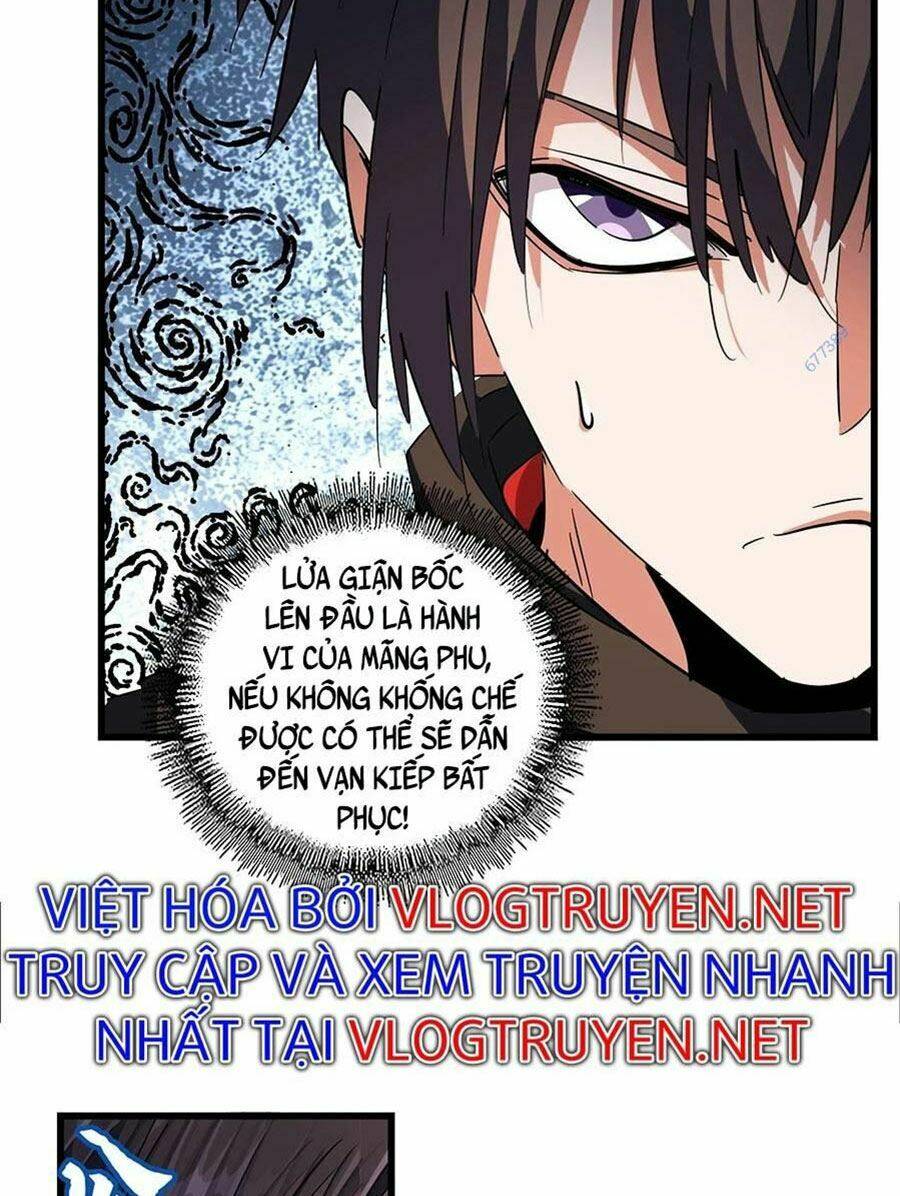 677389
LỬA GIẬN BỐC
LÊN ĐẦU LÀ HÀNH
VI CỦA MÃNG PHU,
NẾU KHÔNG KHỐNG CHẾ
ĐƯỢC CÓ THỂ SẼ DẪN
ĐẾN VẠN KIẾP BẤT
PHỤC!
VIỆT HÓA BỞI VLOGTRUYEN.NET
TRUY CẬP VÀ XEM TRUYỆN NHANH
NHẤT TẠI VLOGTRUYEN.NET